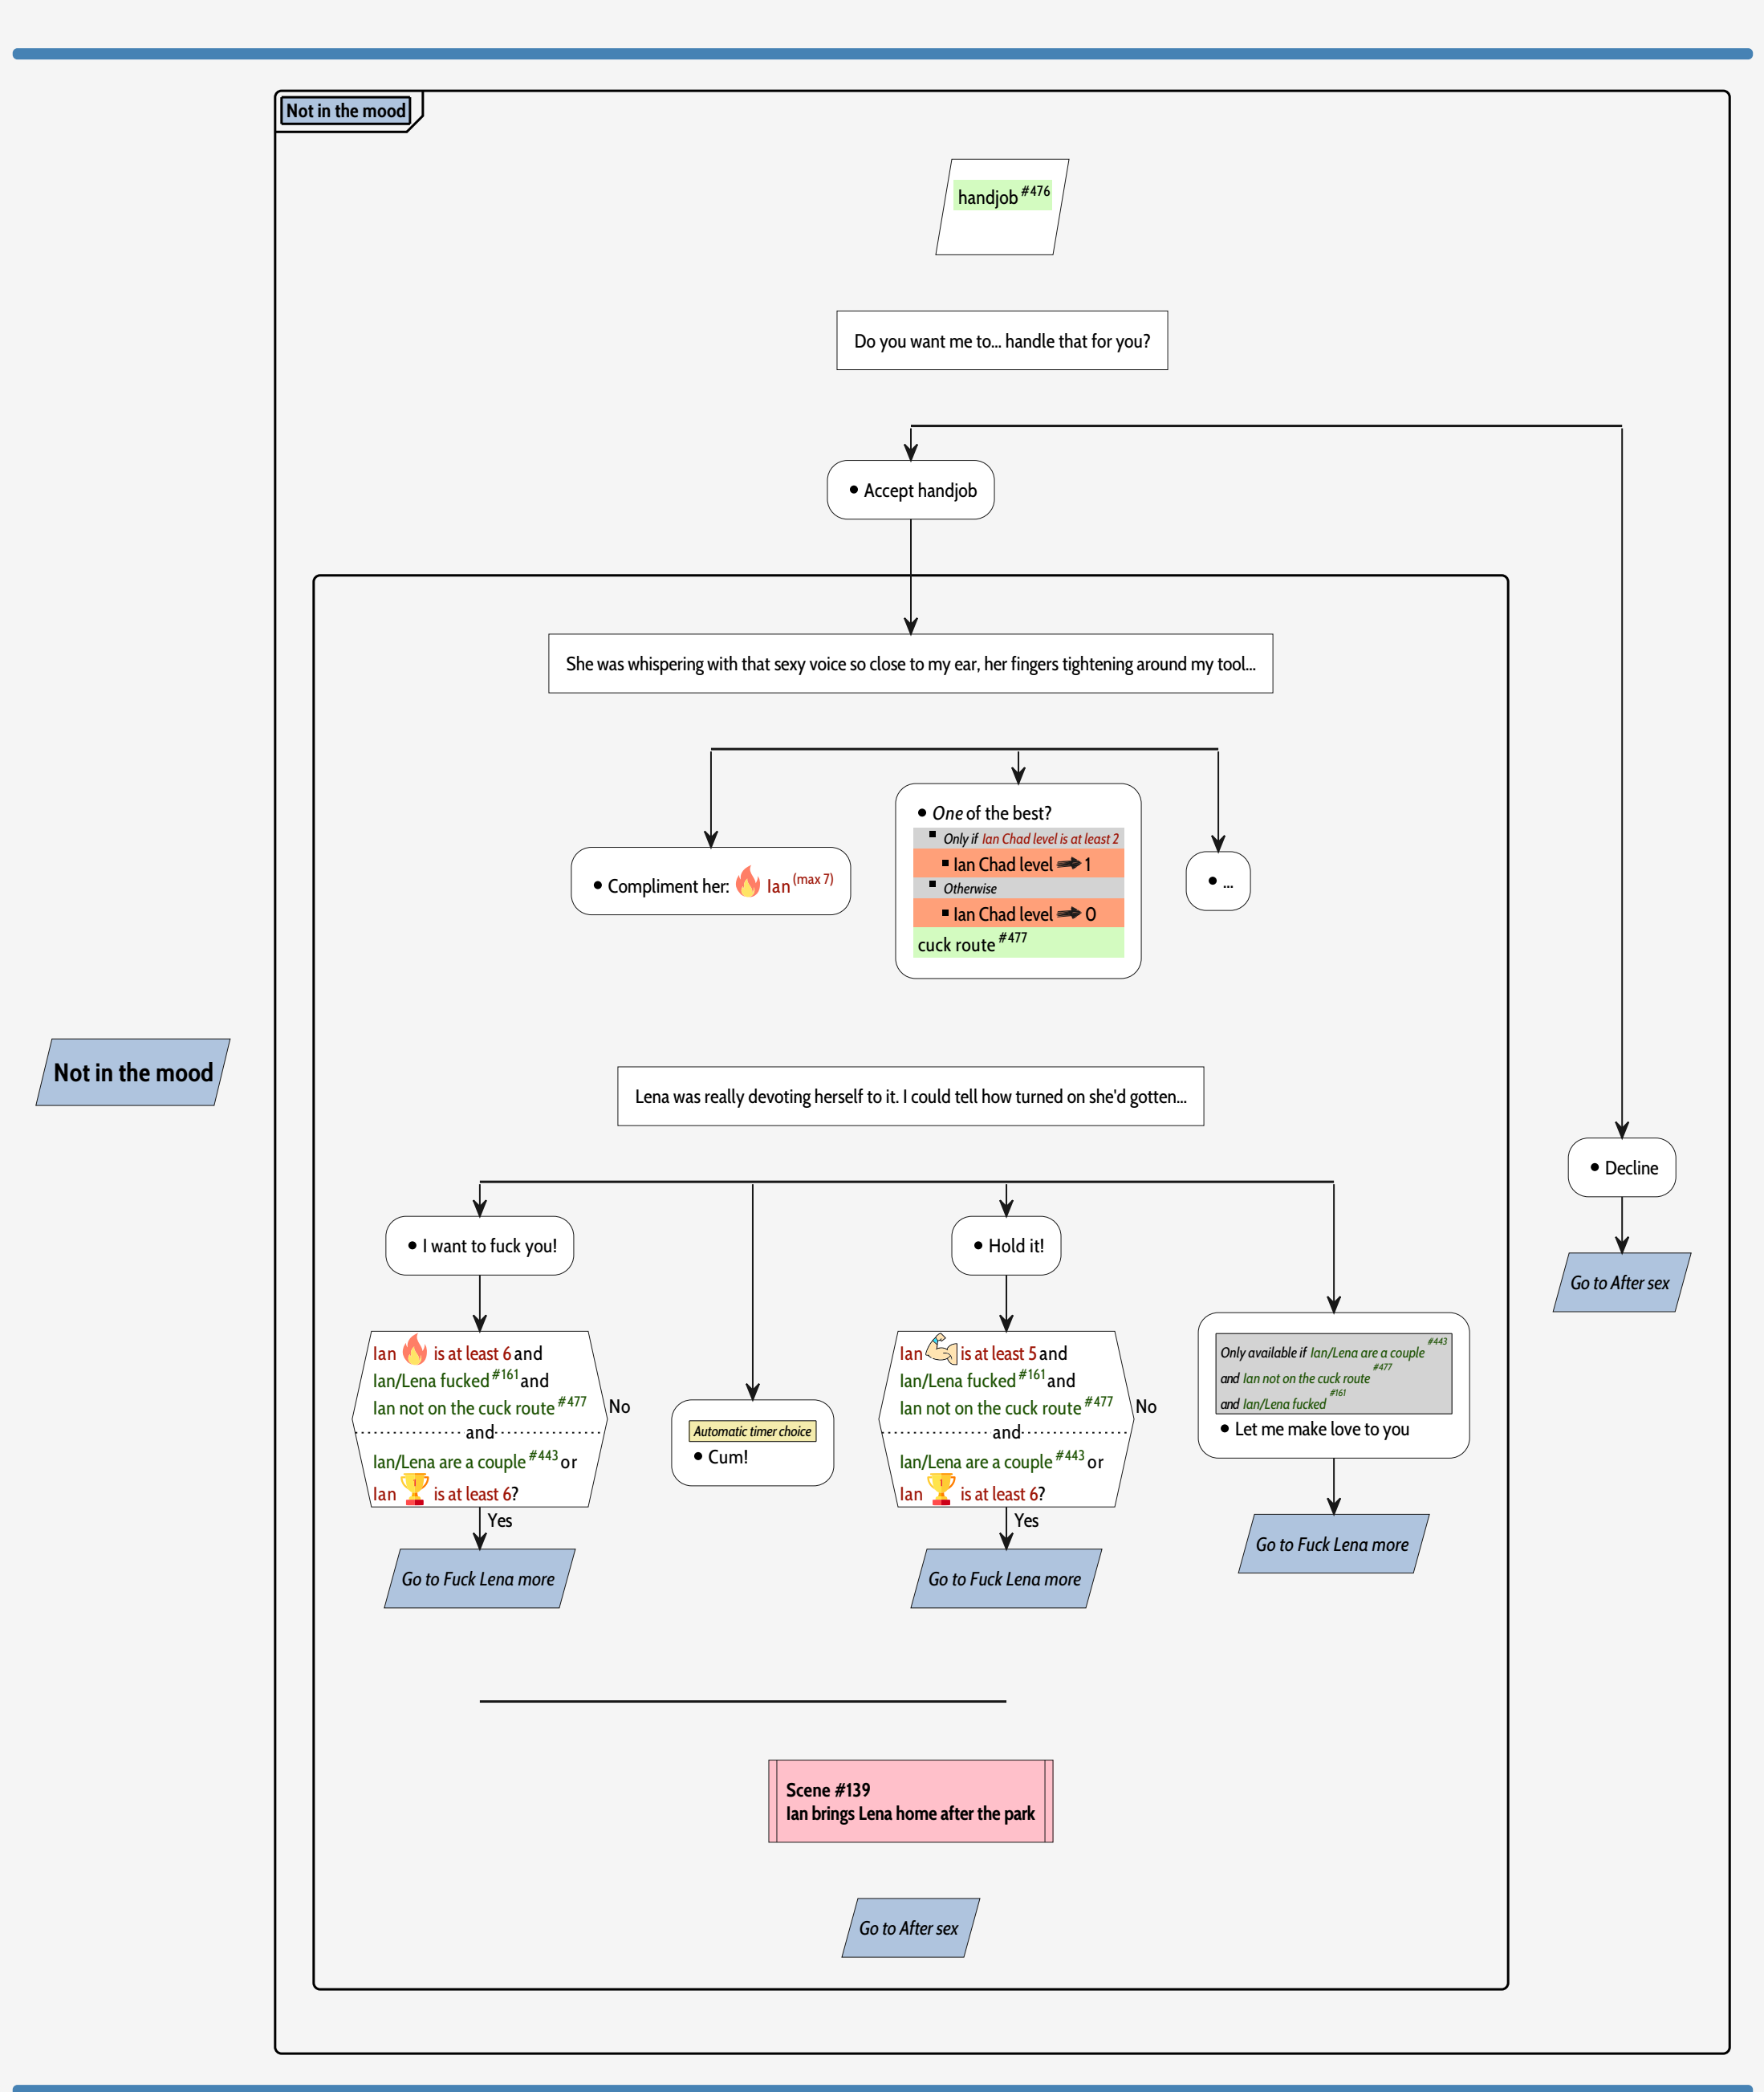 Not in the mood
handjob #476
Do you want me to... handle that for you?
Accept handjob
She was whispering with that sexy voice so close to my ear, her fingers tightening around my tool...
Compliment her: Ian (max 7)
One of the best?
Only if Ian Chad level is at least 2
Ian Chad level 1
Otherwise
Ian Chad level 0
cuck route #477
...
Not in the mood
Lena was really devoting herself to it. I could tell how turned on she'd gotten...
Decline
Go to After sex
I want to fuck you!
Ian is at least 6 and
Ian/Lena fucked #161 and
Ian not on the cuck route #477
and
Ian/Lena are a couple #443 or
Ian is at least 6?
No
Yes
Go to Fuck Lena more
Automatic timer choice
Cum!
Hold it!
Ian is at least 5 and
Ian/Lena fucked #161 and
Ian not on the cuck route #477
and
Ian/Lena are a couple #443 or
Ian is at least 6?
No
Yes
Go to Fuck Lena more
Only available if Ian/Lena are a couple #443
and Ian not on the cuck route #477
and Ian/Lena fucked #161
Let me make love to you
Go to Fuck Lena more
Scene #139
Ian brings Lena home after the park
Go to After sex